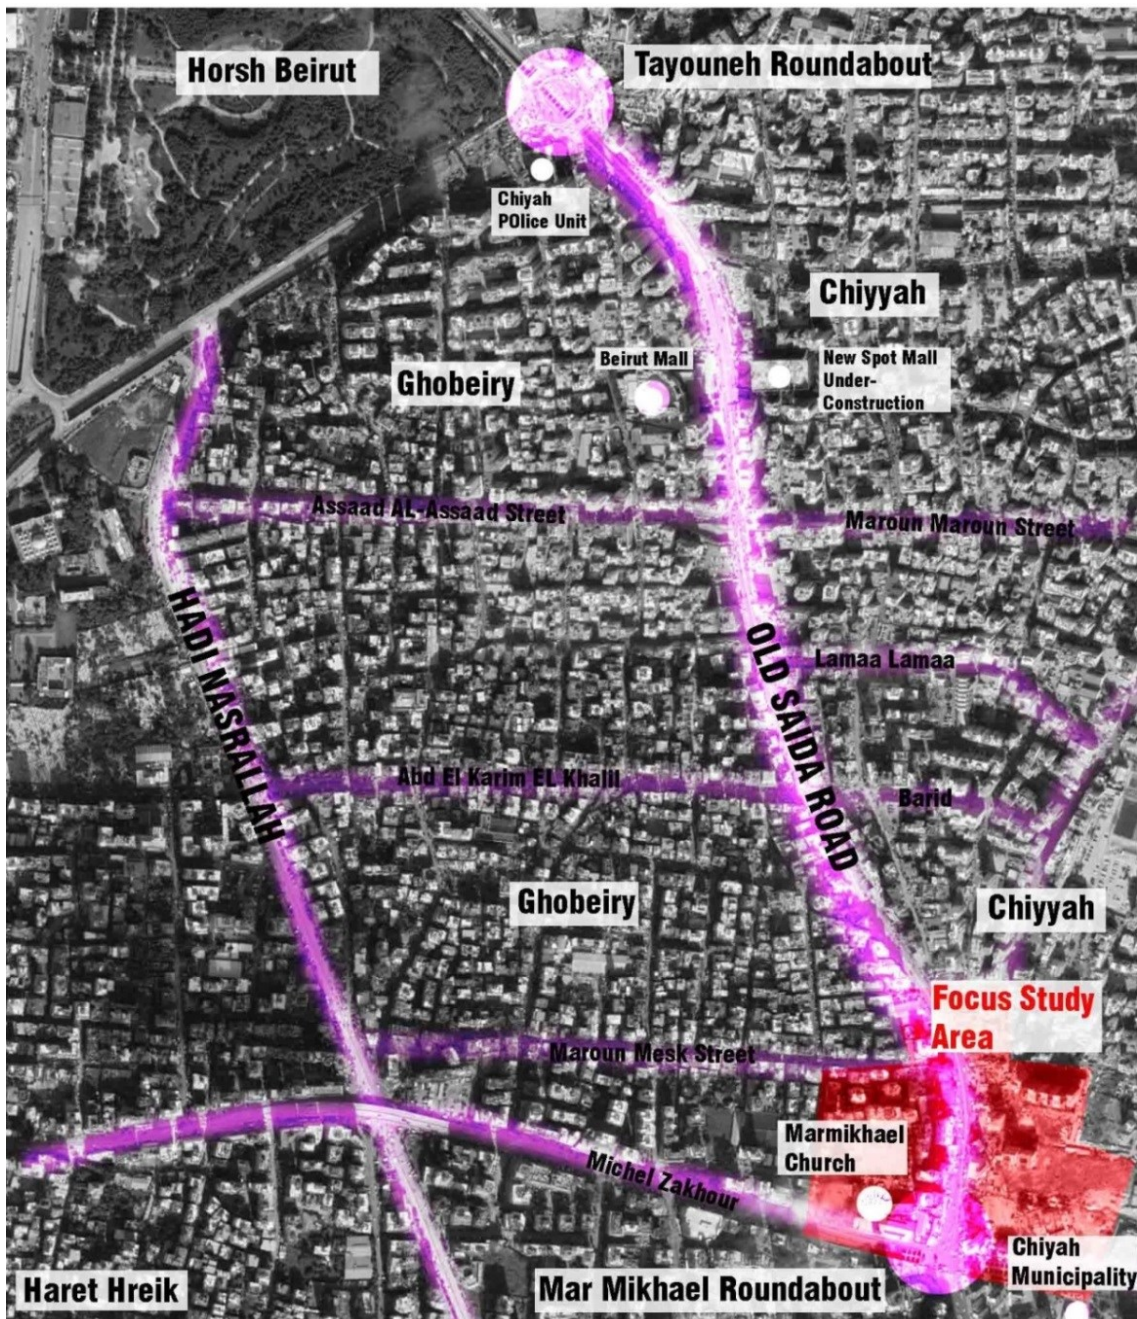 Horsh Beirut
Tayouneh Roundabout
Chiyah
POlice Unit
Chiyyah
Beirut Mall
New Spot Mall
Under-
Construction
Ghobeiry
Assaad AL-Assaad Street
Maroun Maroun Street
HADI NASRALLAH
OLD SAIDA ROAD
Lamaa Lamaa
Abd El Karim EL Khalil
Barid
Ghobeiry
Chiyyah
Focus Study
Area
Maroun Mesk Street
Marmikhael
Church
Michel Zakhour
Chiyah
Municipality
Haret Hreik
Mar Mikhael Roundabout